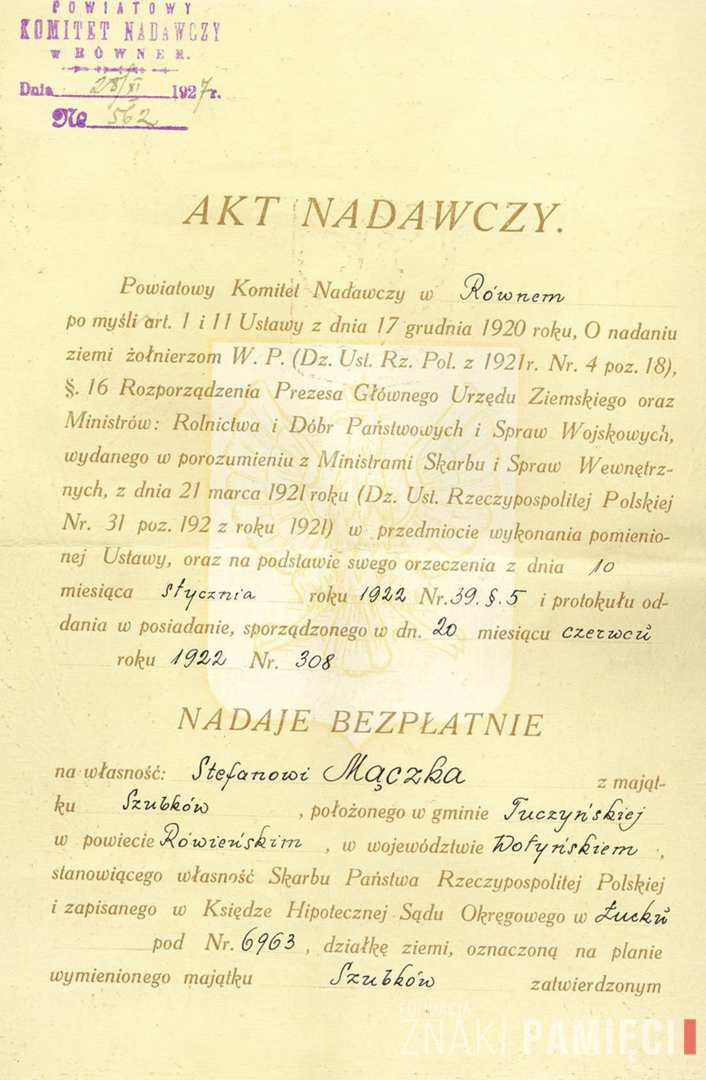 POWIATOWY
KOMITET NADAWCZY
W RÓWNEM.
Dnia 28/XI 1927 r.
№ 562
AKT NADAWCZY.
Powiatowy Komitet Nadawczy w Równem
po myśli art. 1 i 11 Ustawy z dnia 17 grudnia 1920 roku, O nadaniu
ziemi żołnierzom W. P. (Dz. Ust. Rz. Pol. z 1921 r. Nr. 4 poz. 18),
§. 16 Rozporządzenia Prezesa Głównego Urzędu Ziemskiego oraz
Ministrów: Rolnictwa i Dóbr Państwowych i Spraw Wojskowych,
wydanego w porozumieniu z Ministrami Skarbu i Spraw Wewnętrz-
nych, z dnia 21 marca 1921 roku (Dz. Ust. Rzeczypospolitej Polskiej
Nr. 31 poz. 192 z roku 1921) w przedmiocie wykonania pomienio-
nej Ustawy, oraz na podstawie swego orzeczenia z dnia 10
miesiąca stycznia roku 1922 Nr. 39. §. 5 i protokułu od-
dania w posiadanie, sporządzonego w dn. 20 miesiącu czerwcu
roku 1922 Nr. 308
NADAJE BEZPŁATNIE
na własność: Stefanowi Mączka z mająt-
ku Szubków, położonego w gminie Tuczyńskiej
w powiecie Rówieńskim, w województwie Wołyńskiem,
stanowiącego własność Skarbu Państwa Rzeczypospolitej Polskiej
i zapisanego w Księdze Hipotecznej Sądu Okręgowego w Łucku
pod Nr. 6963, działkę ziemi, oznaczoną na planie
wymienionego majątku Szubków zatwierdzonym
FUNDACJA
ZNAKI PAMIĘCI